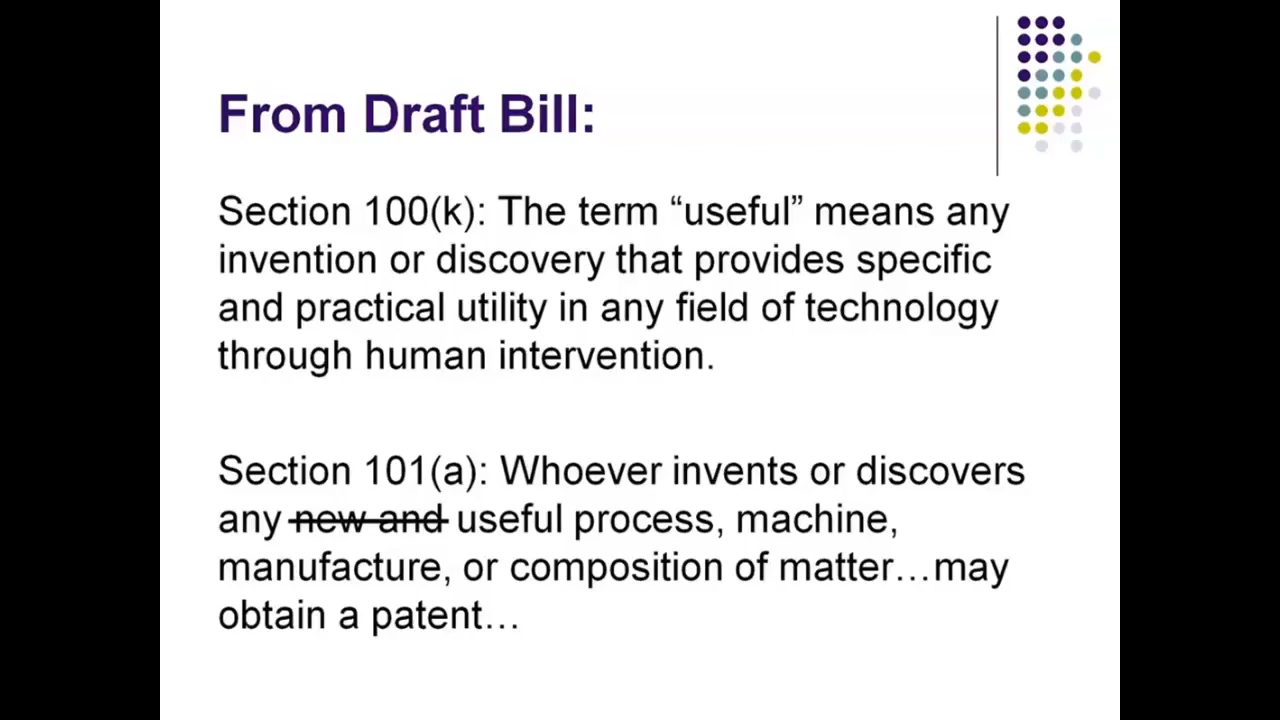 From Draft Bill:
Section 100(k): The term “useful” means any
invention or discovery that provides specific
and practical utility in any field of technology
through human intervention.
Section 101(a): Whoever invents or discovers
any new and useful process, machine,
manufacture, or composition of matter…may
obtain a patent…